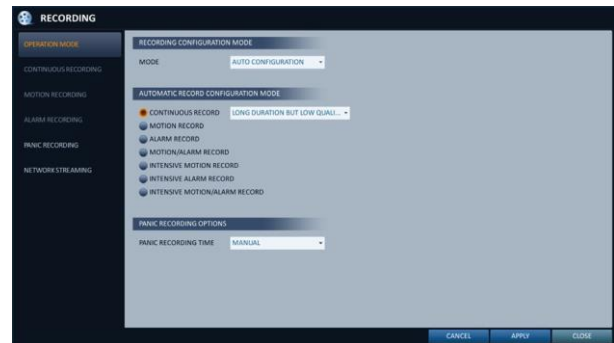 RECORDING
OPERATION MODE
CONTINUOUS RECORDING
MOTION RECORDING
ALARM RECORDING
PANIC RECORDING
NETWORK STREAMING
RECORDING CONFIGURATION MODE
MODE AUTO CONFIGURATION
AUTOMATIC RECORD CONFIGURATION MODE
CONTINUOUS RECORD LONG DURATION BUT LOW QUALI...
MOTION RECORD
ALARM RECORD
MOTION/ALARM RECORD
INTENSIVE MOTION RECORD
INTENSIVE ALARM RECORD
INTENSIVE MOTION/ALARM RECORD
PANIC RECORDING OPTIONS
PANIC RECORDING TIME MANUAL
CANCEL APPLY CLOSE